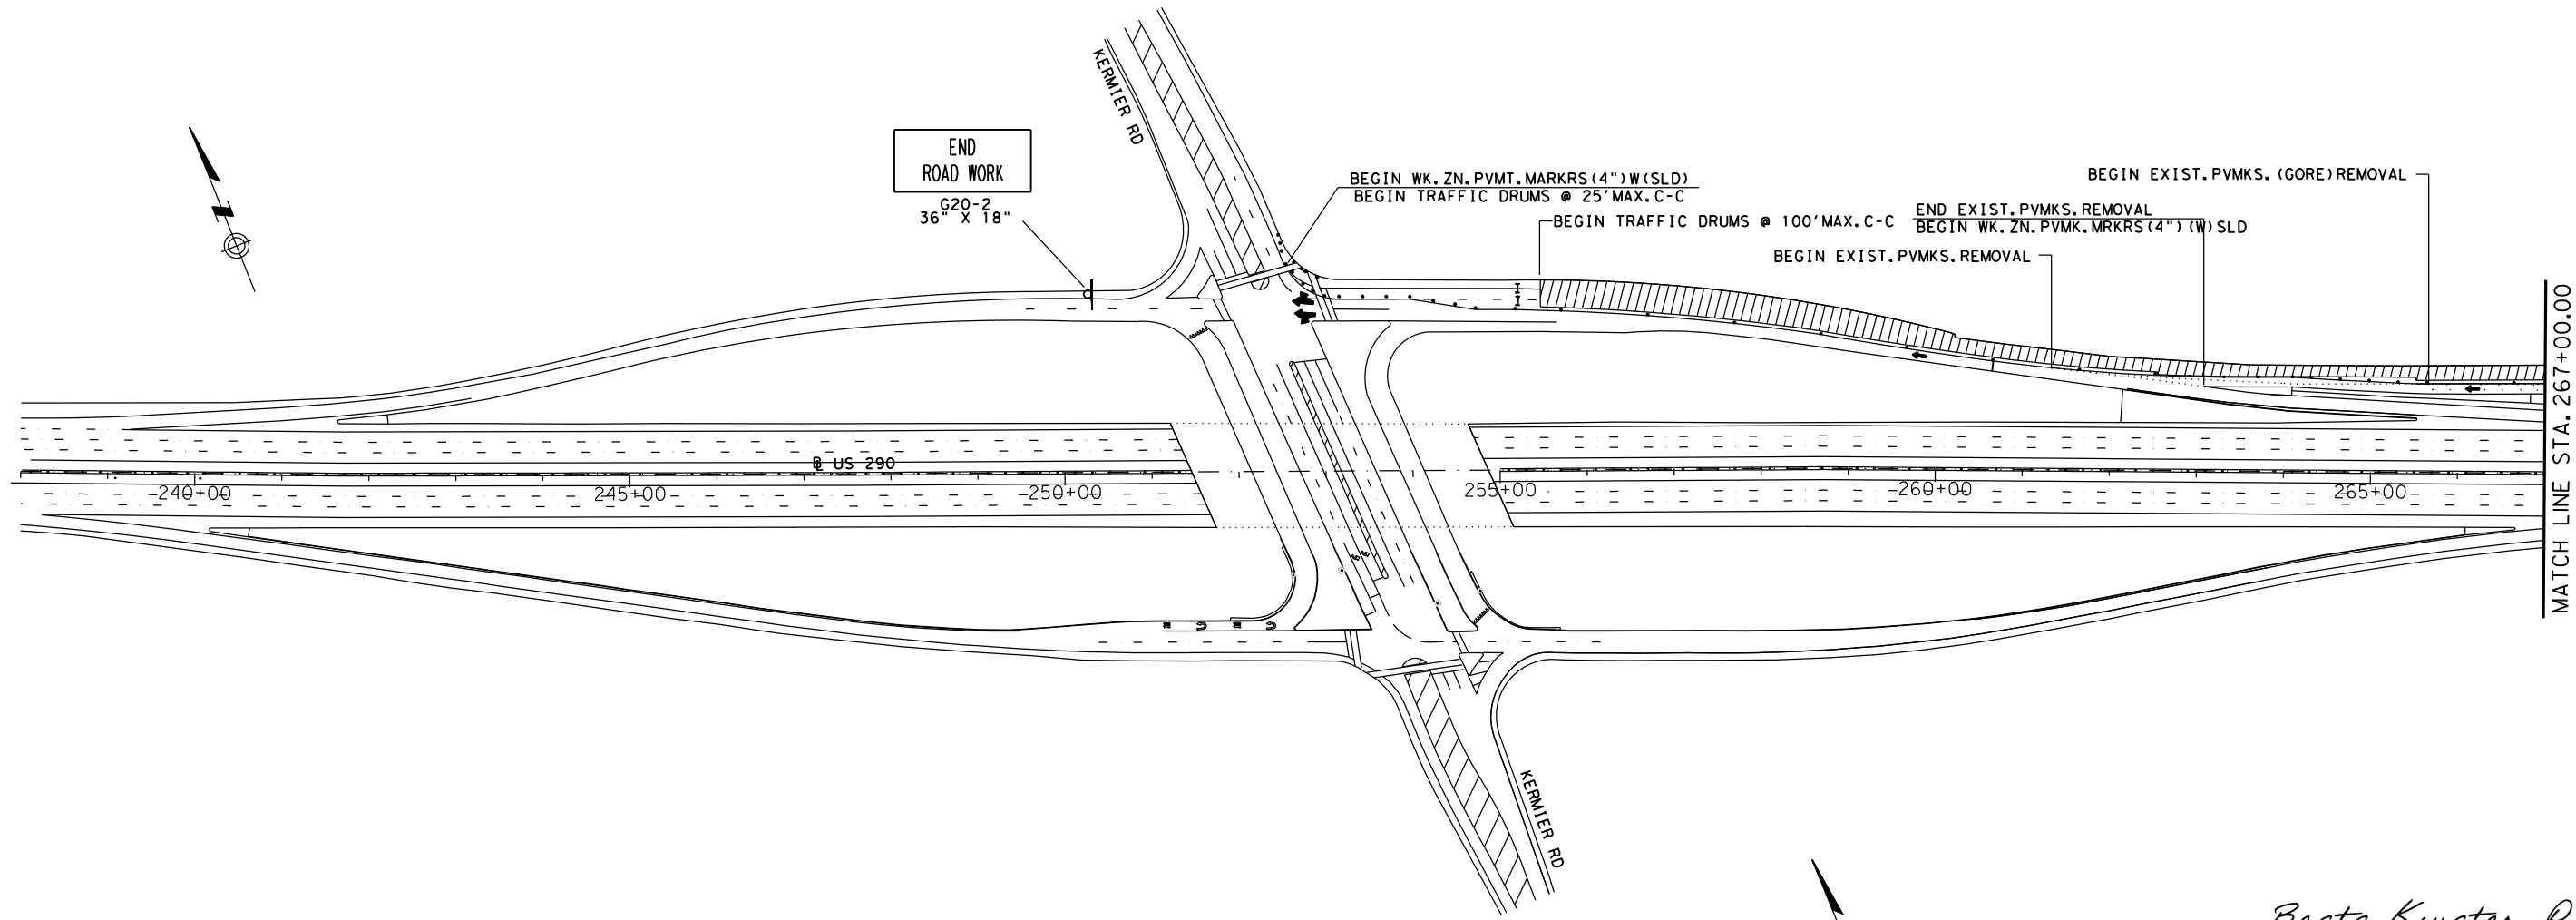 KERMIER RD
END
ROAD WORK
G20-2
36" X 18"
BEGIN WK. ZN. PVMT. MARKRS (4") W (SLD)
BEGIN TRAFFIC DRUMS @ 25' MAX. C-C
BEGIN TRAFFIC DRUMS @ 100' MAX. C-C
END EXIST. PVMKS. REMOVAL
BEGIN WK. ZN. PVMK. MRKRS (4") (W) SLD
BEGIN EXIST. PVMKS. REMOVAL
BEGIN EXIST. PVMKS. (GORE) REMOVAL
MATCH LINE STA. 267+00.00
US 290
240+00
245+00
250+00
255+00
260+00
265+00
KERMIER RD